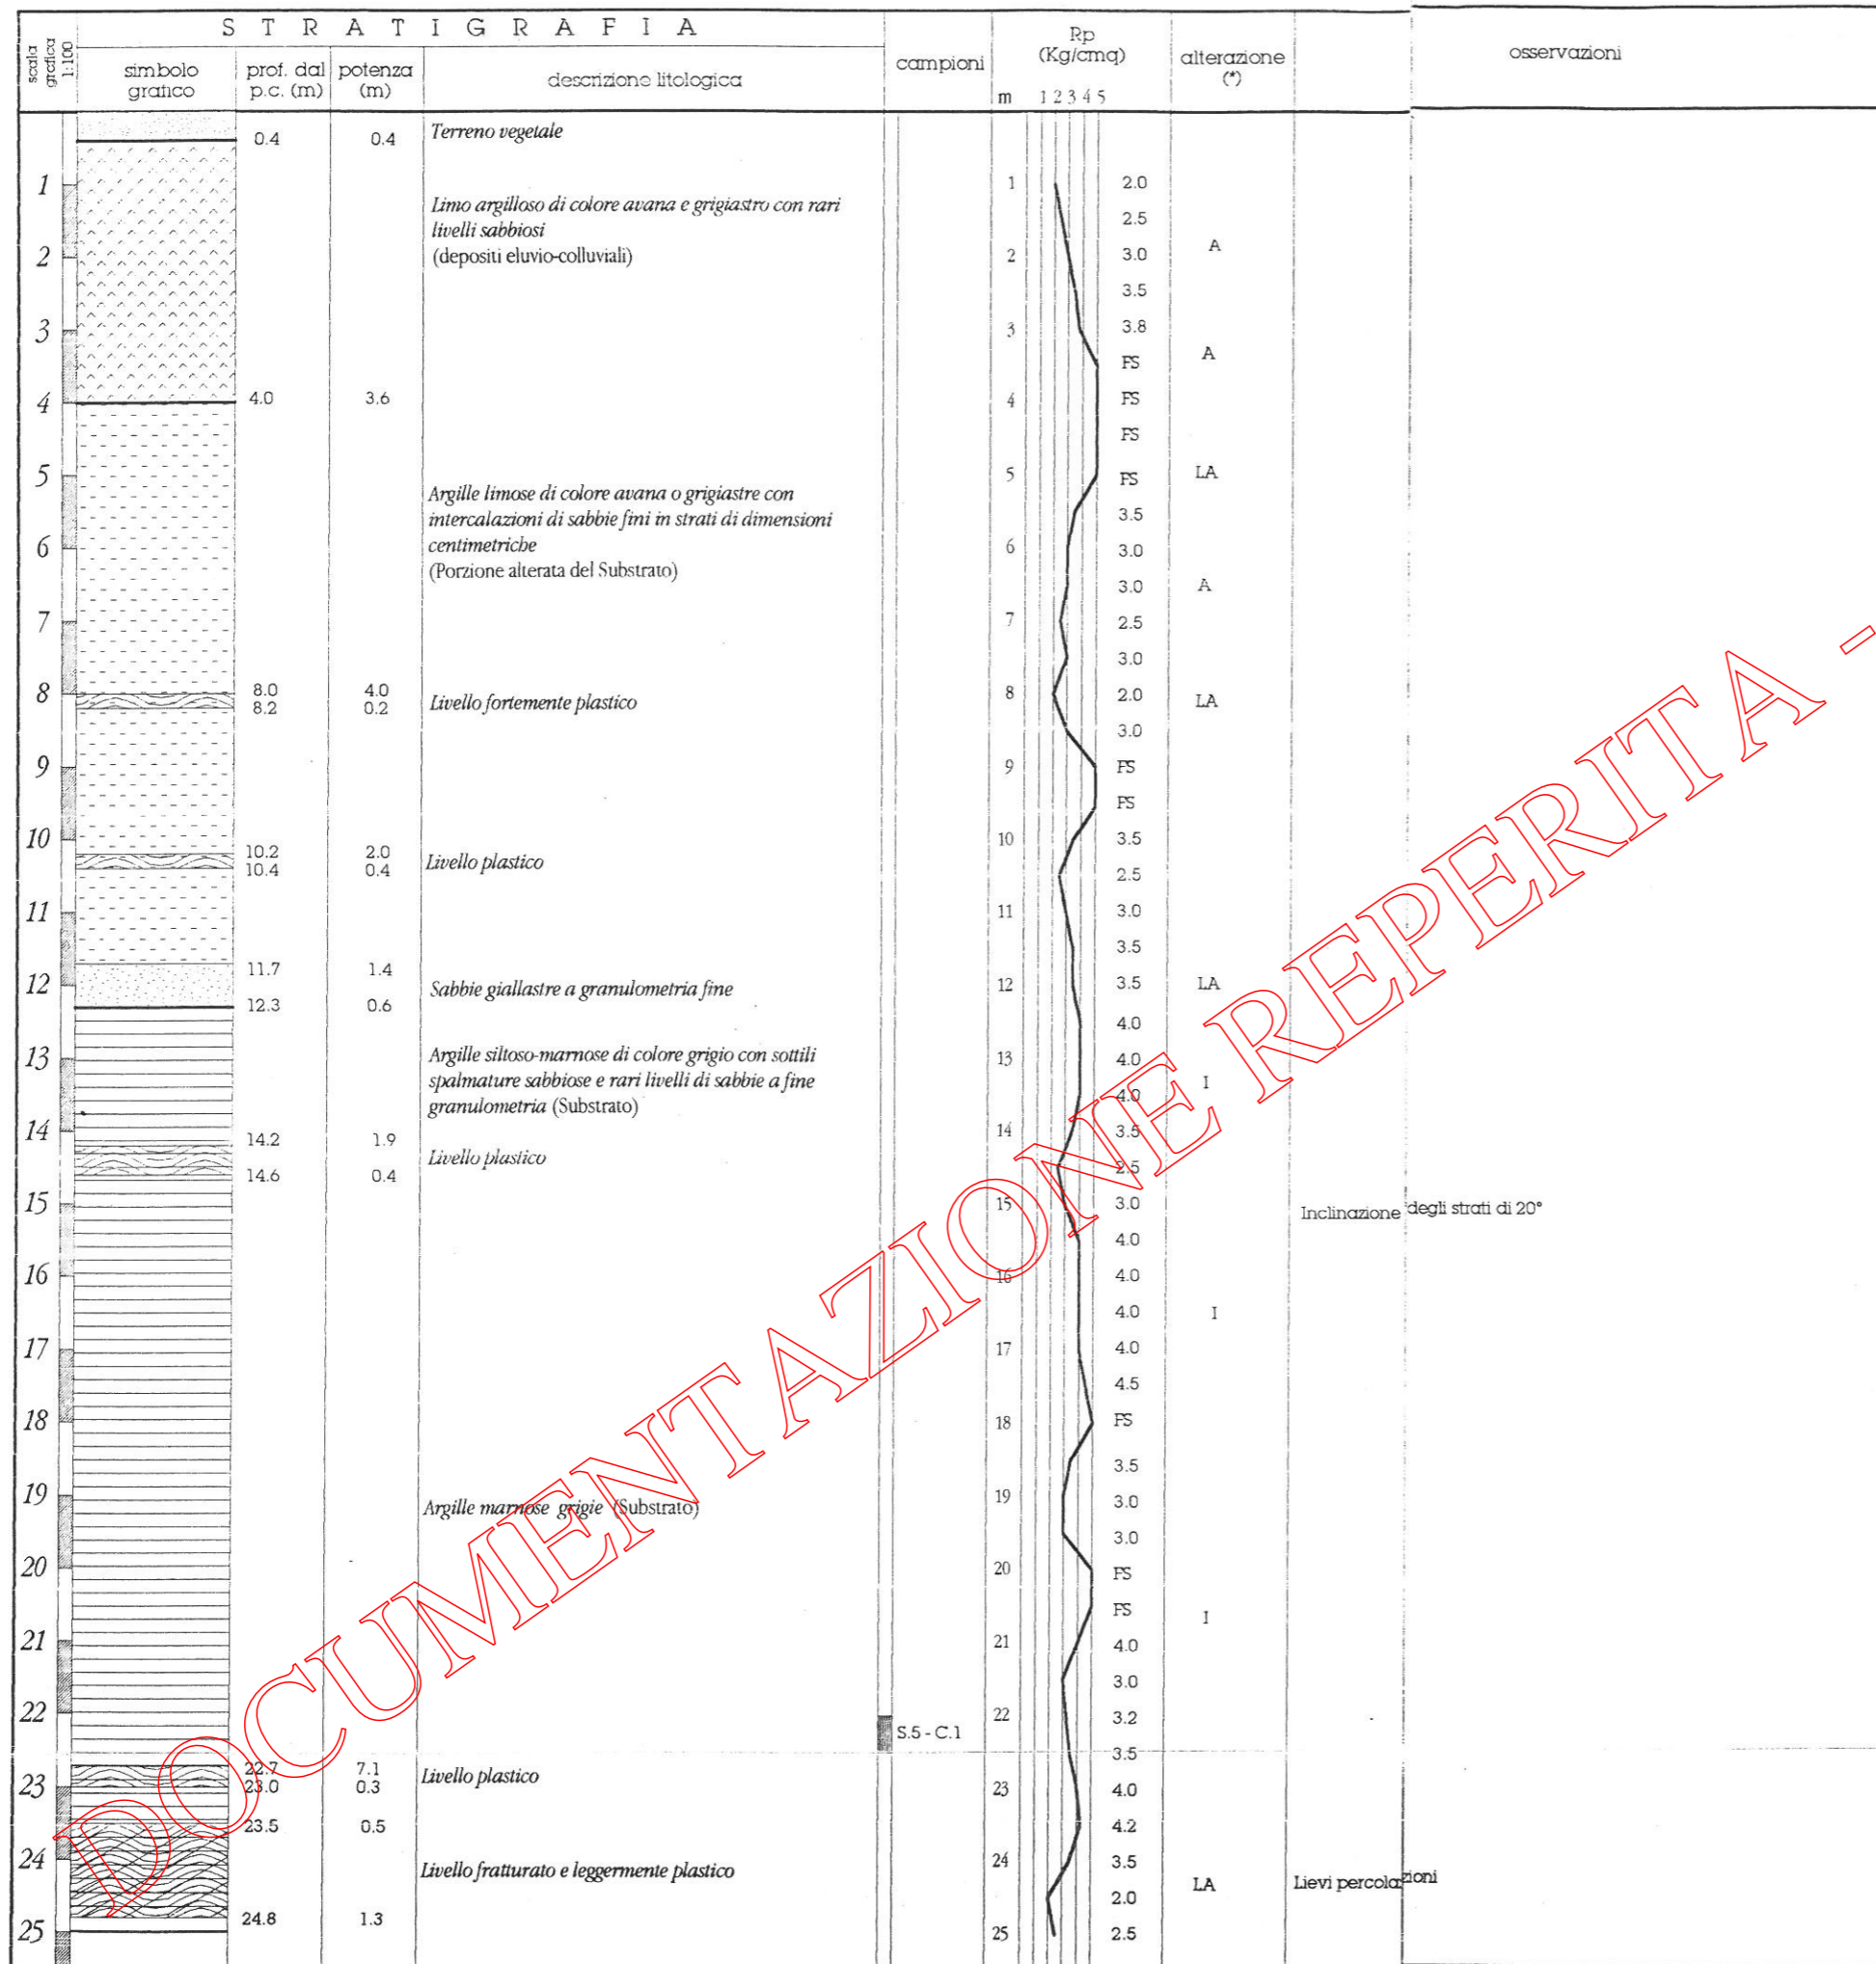 S T R A T I G R A F I A
scala grafica 1:100
simbolo grafico
prof. dal p.c. (m)
potenza (m)
descrizione litologica
campioni
Rp (Kg/cmq)
m 1 2 3 4 5
alterazione (*)
osservazioni
0.4 0.4 Terreno vegetale
1 1 2.0
Limo argilloso di colore avana e grigiastro con rari
livelli sabbiosi
2.5
(depositi eluvio-colluviali)
A
2 2 3.0
3.5
3 3 3.8
FS A
4 4.0 3.6 4 FS
FS
5 5 FS LA
Argille limose di colore avana o grigiastre con
intercalazioni di sabbie fini in strati di dimensioni
centimetriche
(Porzione alterata del Substrato)
3.5
6 6 3.0
3.0 A
7 7 2.5
3.0
8 8.0 4.0 8 2.0 LA
8.2 0.2 Livello fortemente plastico
3.0
9 9 FS
FS
10 10 3.5
10.2 2.0
10.4 0.4 Livello plastico
2.5
11 11 3.0
3.5
11.7 1.4
12 Sabbie giallastre a granulometria fine 12 3.5 LA
12.3 0.6
4.0
13 13 4.0
Argille siltoso-marnose di colore grigio con sottili
spalmature sabbiose e rari livelli di sabbie a fine
granulometria (Substrato)
I
4.0
14 14 3.5
14.2 1.9
Livello plastico
14.6 0.4 2.5
15 15 3.0
Inclinazione degli strati di 20°
4.0
16 16 4.0
4.0 I
17 17 4.0
4.5
18 18 FS
3.5
19 19 3.0
Argille marnose grigie (Substrato)
3.0
20 20 FS
FS I
21 21 4.0
3.0
22 22 3.2
S.5 - C.1
3.5
22.7 7.1
Livello plastico
23 23.0 0.3 23 4.0
23.5 0.5 4.2
24 24 3.5
Livello fratturato e leggermente plastico
LA Lievi percolazioni
2.0
24.8 1.3
25 25 2.5
DOCUMENTAZIONE REPERITA -